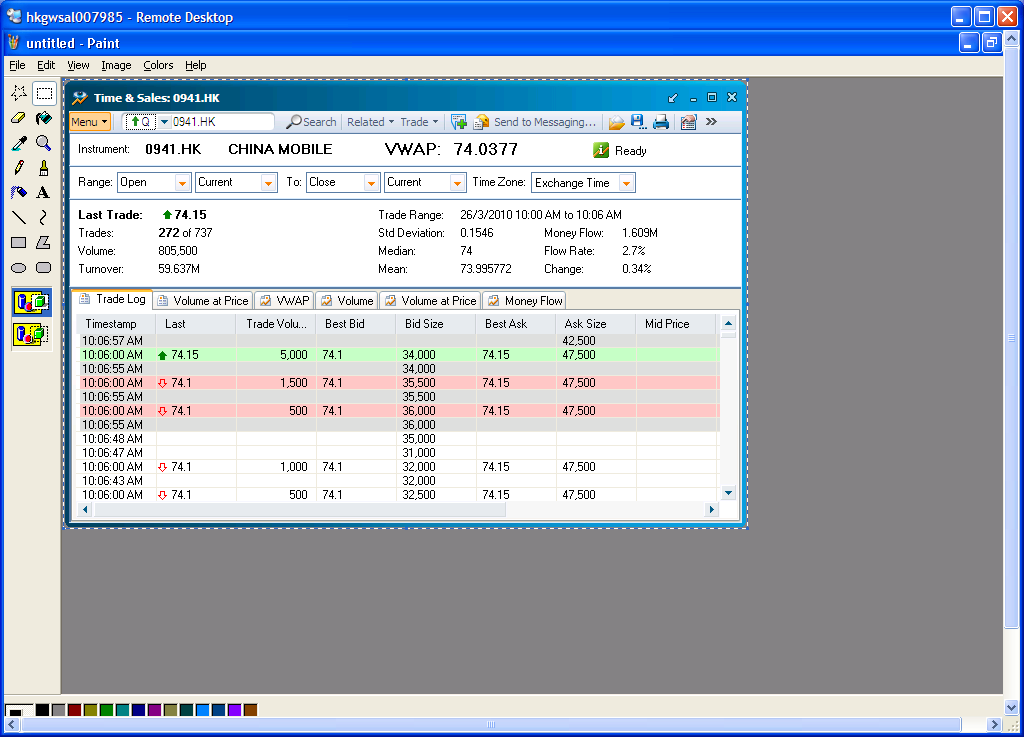 hkgwsal007985 - Remote Desktop
untitled - Paint
File Edit View Image Colors Help
Time & Sales: 0941.HK
Menu Q 0941.HK Search Related Trade Send to Messaging... »
Instrument: 0941.HK CHINA MOBILE VWAP: 74.0377 Ready
Range: Open Current To: Close Current Time Zone: Exchange Time
Last Trade: 74.15 Trade Range: 26/3/2010 10:00 AM to 10:06 AM
Trades: 272 of 737 Std Deviation: 0.1546 Money Flow: 1.609M
Volume: 805,500 Median: 74 Flow Rate: 2.7%
Turnover: 59.637M Mean: 73.995772 Change: 0.34%
Trade Log Volume at Price VWAP Volume Volume at Price Money Flow
Timestamp Last Trade Volu... Best Bid Bid Size Best Ask Ask Size Mid Price
10:06:57 AM 42,500
10:06:00 AM 74.15 5,000 74.1 34,000 74.15 47,500
10:06:55 AM 34,000
10:06:00 AM 74.1 1,500 74.1 35,500 74.15 47,500
10:06:55 AM 35,500
10:06:00 AM 74.1 500 74.1 36,000 74.15 47,500
10:06:55 AM 36,000
10:06:48 AM 35,000
10:06:47 AM 31,000
10:06:00 AM 74.1 1,000 74.1 32,000 74.15 47,500
10:06:43 AM 32,000
10:06:00 AM 74.1 500 74.1 32,500 74.15 47,500